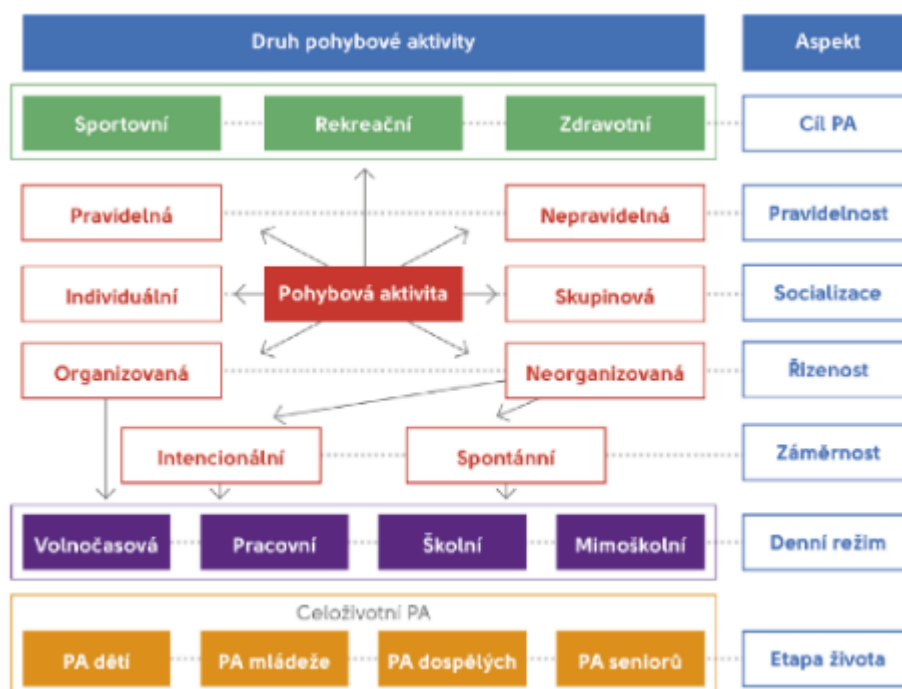 Druh pohybové aktivity Aspekt
Sportovní Rekreační Zdravotní Cíl PA
Pravidelná Nepravidelná Pravidelnost
Individuální Pohybová aktivita Skupinová Socializace
Organizovaná Neorganizovaná Řízenost
Intencionální Spontánní Záměrnost
Volnočasová Pracovní Školní Mimoškolní Denní režim
Celoživotní PA
PA dětí PA mládeže PA dospělých PA seniorů Etapa života